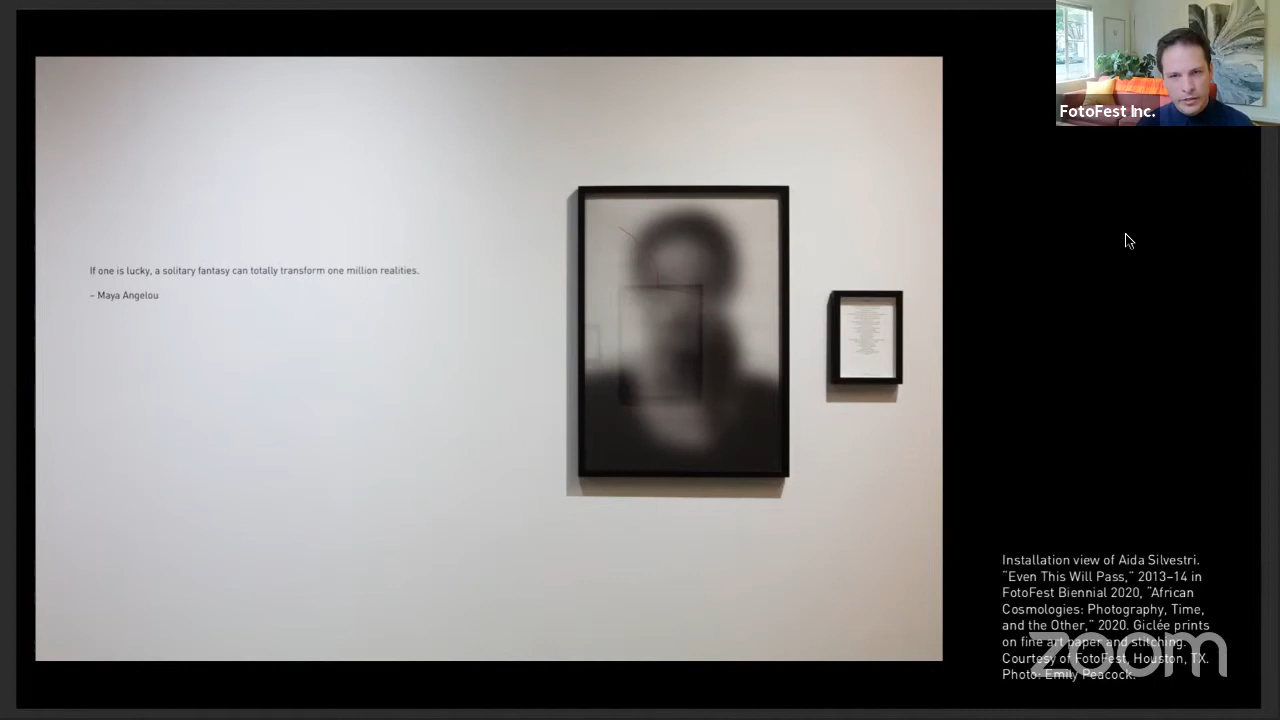 FotoFest Inc.
If one is lucky, a solitary fantasy can totally transform one million realities.
– Maya Angelou
Installation view of Aida Silvestri.
“Even This Will Pass,” 2013–14 in
FotoFest Biennial 2020, “African
Cosmologies: Photography, Time,
and the Other,” 2020. Giclée prints
on fine art paper and stitching.
Courtesy of FotoFest, Houston, TX.
Photo: Emily Peacock.
zoom